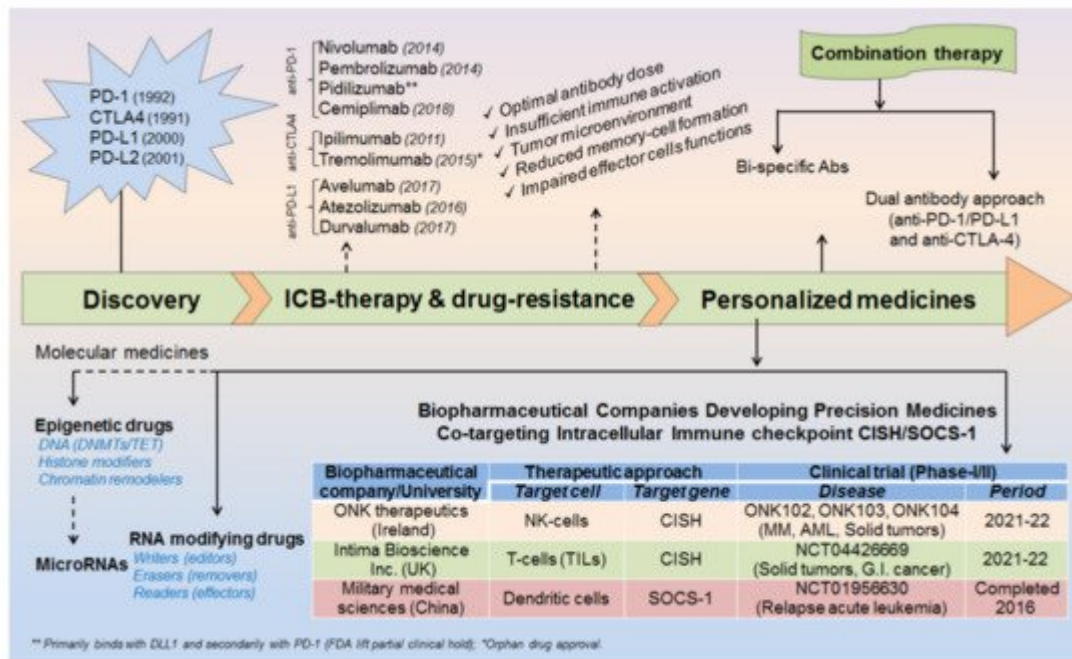 PD-1 (1992)
CTLA4 (1991)
PD-L1 (2000)
PD-L2 (2001)
anti-PD-1
Nivolumab (2014)
Pembrolizumab (2014)
Pidilizumab**
Cemiplimab (2018)
anti-CTLA4
Ipilimumab (2011)
Tremolimumab (2015)*
anti-PD-L1
Avelumab (2017)
Atezolizumab (2016)
Durvalumab (2017)
✓ Optimal antibody dose
✓ Insufficient immune activation
✓ Tumor microenvironment
✓ Reduced memory-cell formation
✓ Impaired effector cells functions
Combination therapy
Bi-specific Abs
Dual antibody approach
(anti-PD-1/PD-L1
and anti-CTLA-4)
Discovery
ICB-therapy & drug-resistance
Personalized medicines
Molecular medicines
Epigenetic drugs
DNA (DNMTs/TET)
Histone modifiers
Chromatin remodelers
MicroRNAs
RNA modifying drugs
Writers (editors)
Erasers (removers)
Readers (effectors)
Biopharmaceutical Companies Developing Precision Medicines
Co-targeting Intracellular Immune checkpoint CISH/SOCS-1
Biopharmaceutical company/University
Therapeutic approach
Clinical trial (Phase-I/II)
Target cell
Target gene
Disease
Period
ONK therapeutics (Ireland)
NK-cells
CISH
ONK102, ONK103, ONK104 (MM, AML, Solid tumors)
2021-22
Intima Bioscience Inc. (UK)
T-cells (TILs)
CISH
NCT04426669 (Solid tumors, G.I. cancer)
2021-22
Military medical sciences (China)
Dendritic cells
SOCS-1
NCT01956630 (Relapse acute leukemia)
Completed 2016
** Primarily binds with DLL1 and secondarily with PD-1 (FDA lift partial clinical hold); *Orphan drug approval.